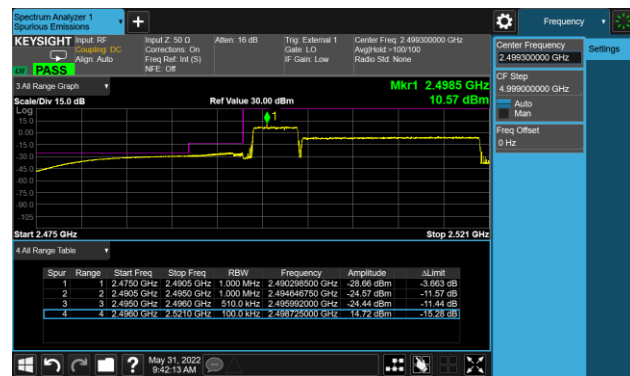 Spectrum Analyzer 1
Spurious Emissions
Frequency
KEYSIGHT Input: RF
Coupling: DC
Align: Auto
Input Z: 50 Ω
Corrections: On
Freq Ref: Int (S)
NFE: Off
Atten: 16 dB
Trig: External 1
Gate: LO
IF Gain: Low
Center Freq: 2.499300000 GHz
Avg|Hold:>100/100
Radio Std: None
PASS
Center Frequency
2.499300000 GHz
Settings
CF Step
4.999000000 GHz
Auto
Man
Freq Offset
0 Hz
3 All Range Graph
Mkr1 2.4985 GHz
10.57 dBm
Scale/Div 15.0 dB
Ref Value 30.00 dBm
Log
15.0
0.00
-15.0
-30.0
-45.0
-60.0
-75.0
-90.0
-105
1
Start 2.475 GHz
Stop 2.521 GHz
4 All Range Table
Spur Range Start Freq Stop Freq RBW Frequency Amplitude ΔLimit
1 1 2.4750 GHz 2.4905 GHz 1.000 MHz 2.490298500 GHz -28.66 dBm -3.663 dB
2 2 2.4905 GHz 2.4950 GHz 1.000 MHz 2.494646750 GHz -24.57 dBm -11.57 dB
3 3 2.4950 GHz 2.4960 GHz 510.0 kHz 2.495992000 GHz -24.44 dBm -11.44 dB
4 4 2.4960 GHz 2.5210 GHz 100.0 kHz 2.498725000 GHz 14.72 dBm -15.28 dB
May 31, 2022
9:42:13 AM